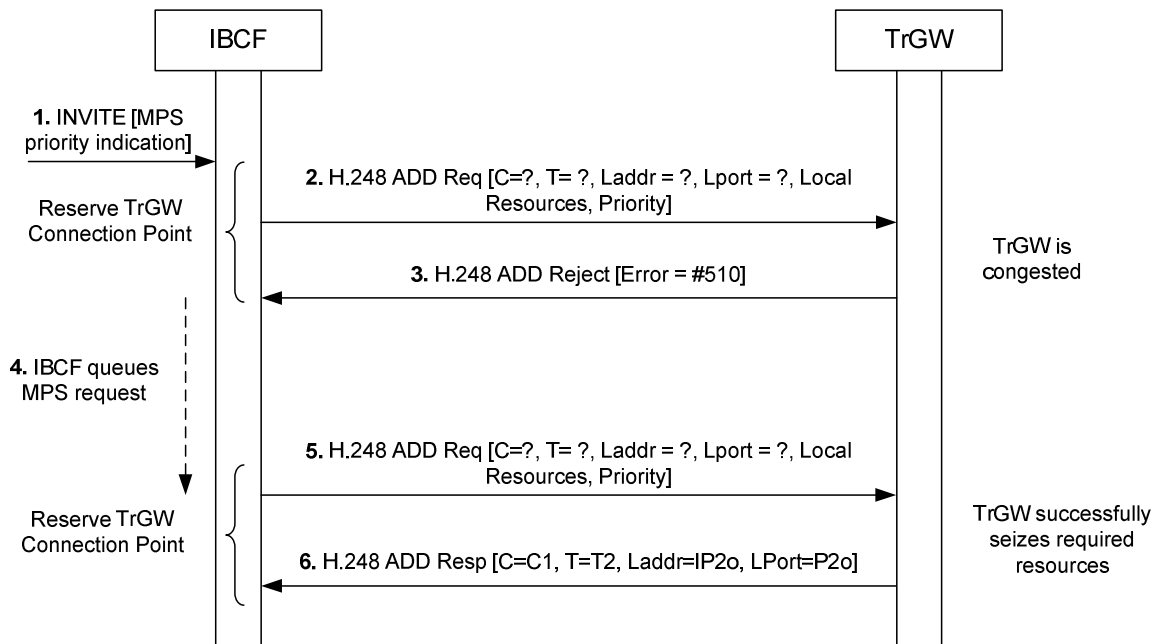 IBCF
TrGW
1. INVITE [MPS
priority indication]
2. H.248 ADD Req [C=?, T= ?, Laddr = ?, Lport = ?, Local
Resources, Priority]
Reserve TrGW
Connection Point
TrGW is
congested
3. H.248 ADD Reject [Error = #510]
4. IBCF queues
MPS request
5. H.248 ADD Req [C=?, T= ?, Laddr = ?, Lport = ?, Local
Resources, Priority]
Reserve TrGW
Connection Point
TrGW successfully
seizes required
resources
6. H.248 ADD Resp [C=C1, T=T2, Laddr=IP2o, LPort=P2o]